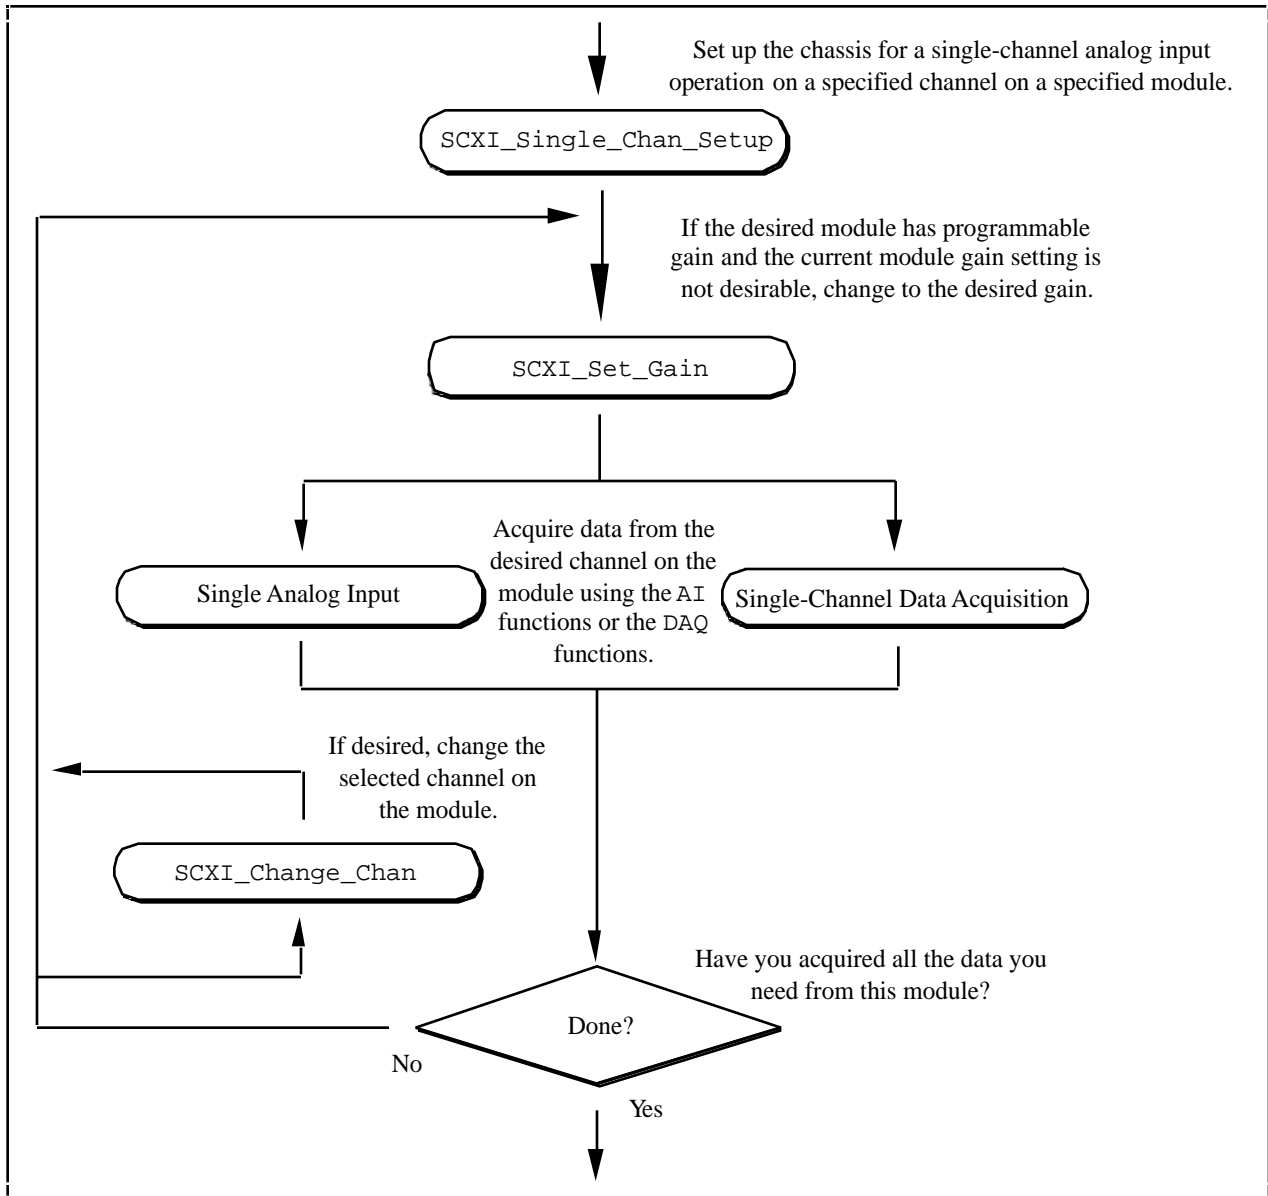 Set up the chassis for a single-channel analog input
operation on a specified channel on a specified module.
SCXI_Single_Chan_Setup
If the desired module has programmable
gain and the current module gain setting is
not desirable, change to the desired gain.
SCXI_Set_Gain
Single Analog Input
Acquire data from the
desired channel on the
module using the AI
functions or the DAQ
functions.
Single-Channel Data Acquisition
If desired, change the
selected channel on
the module.
SCXI_Change_Chan
Have you acquired all the data you
need from this module?
Done?
No
Yes